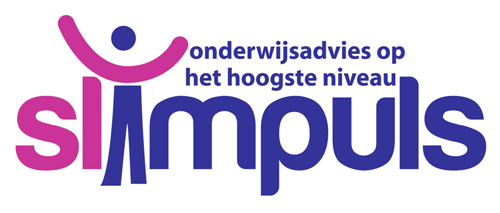 onderwijsadvies op
het hoogste niveau
slimpuls